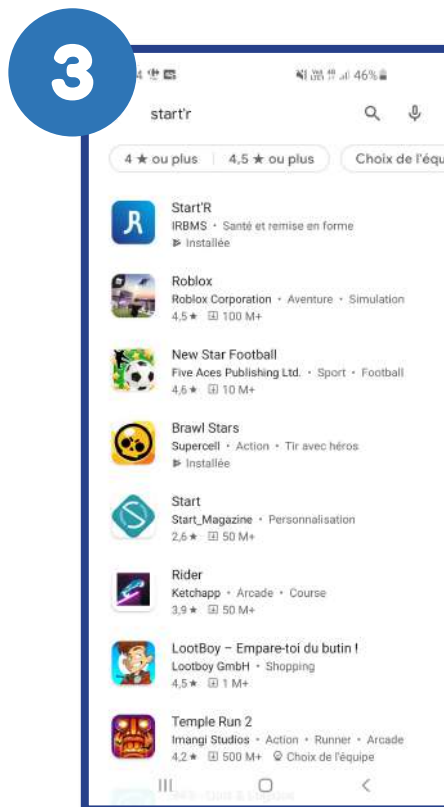 3
4
46%
start'r
4 ★ ou plus
4,5 ★ ou plus
Choix de l'équ
Start'R
IRBMS • Santé et remise en forme
Installée
Roblox
Roblox Corporation • Aventure • Simulation
4,5 ★ 100 M+
New Star Football
Five Aces Publishing Ltd. • Sport • Football
4,6 ★ 10 M+
Brawl Stars
Supercell • Action • Tir avec héros
Installée
Start
Start_Magazine • Personnalisation
2,6 ★ 50 M+
Rider
Ketchapp • Arcade • Course
3,9 ★ 50 M+
LootBoy – Empare-toi du butin !
Lootboy GmbH • Shopping
4,5 ★ 1 M+
Temple Run 2
Imangi Studios • Action • Runner • Arcade
4,2 ★ 500 M+ Choix de l'équipe